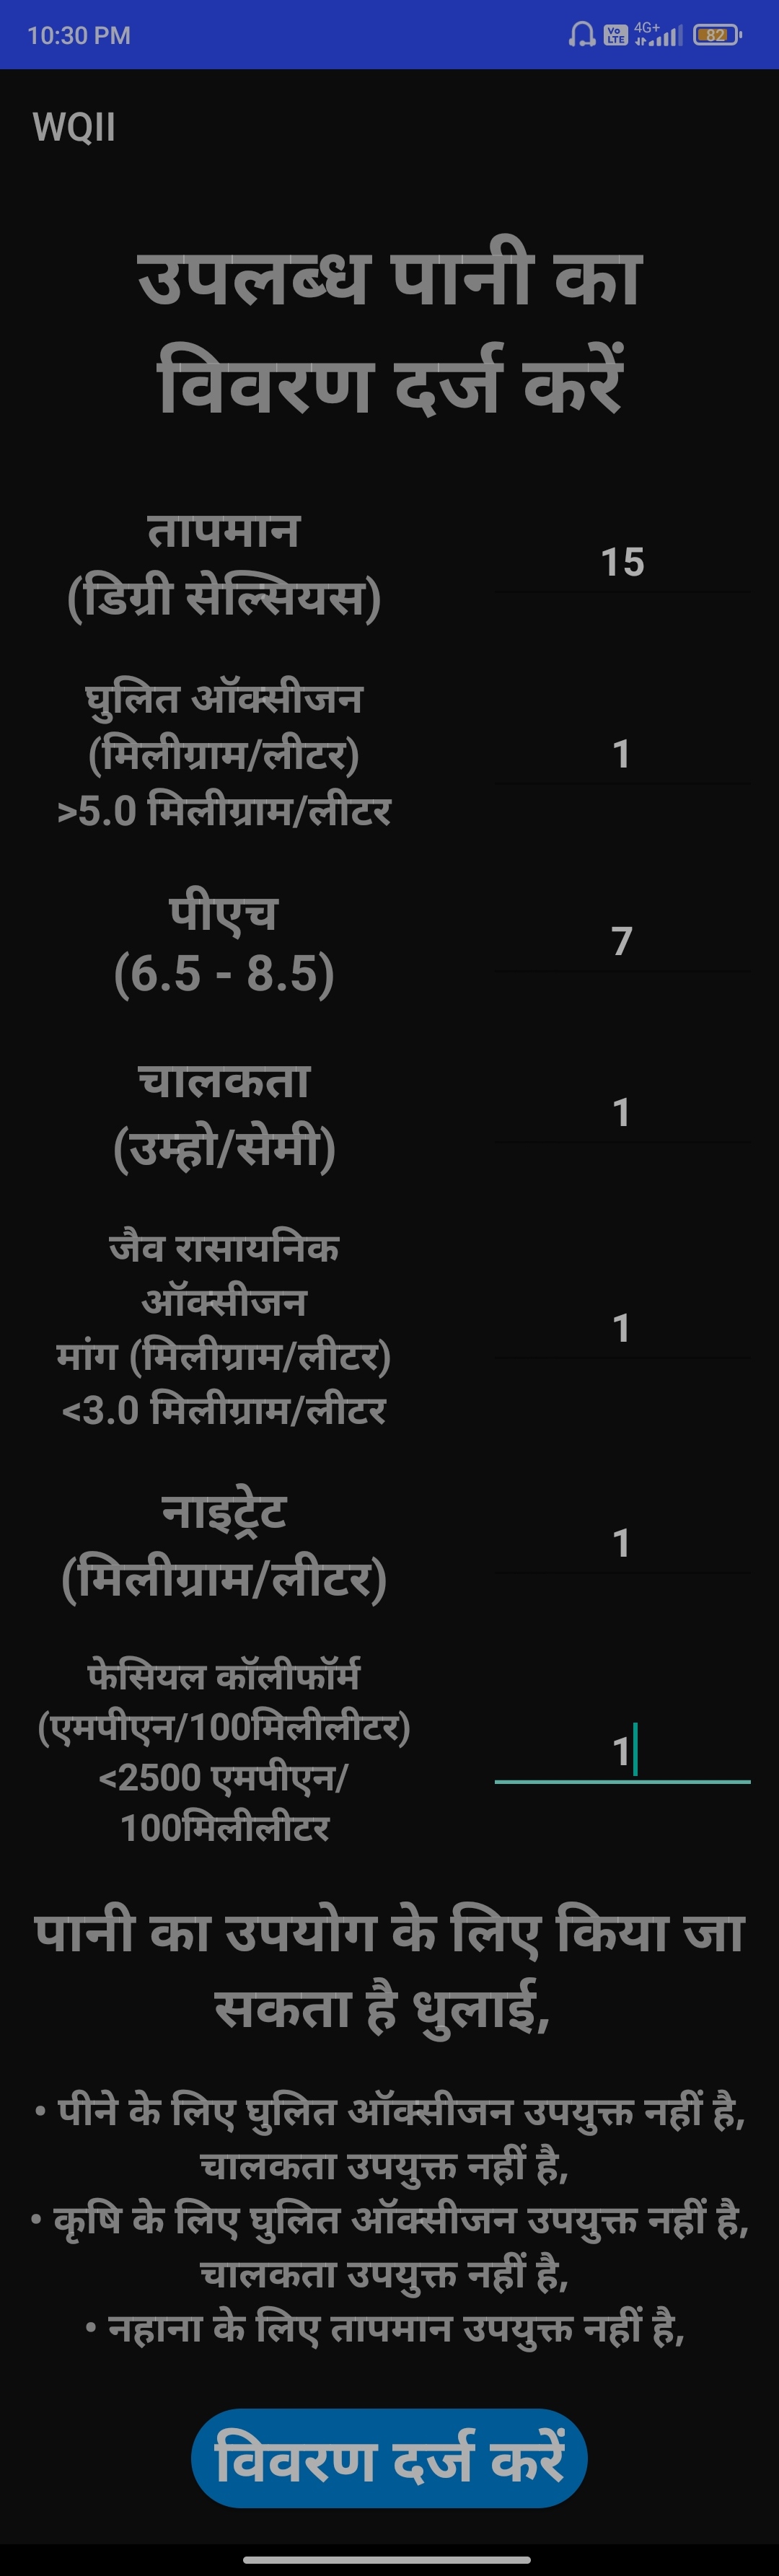 10:30 PM
Vo LTE 4G+ 82
WQII
उपलब्ध पानी का
विवरण दर्ज करें
तापमान
(डिग्री सेल्सियस)
15
घुलित ऑक्सीजन
(मिलीग्राम/लीटर)
>5.0 मिलीग्राम/लीटर
1
पीएच
(6.5 - 8.5)
7
चालकता
(उम्हो/सेमी)
1
जैव रासायनिक
ऑक्सीजन
मांग (मिलीग्राम/लीटर)
<3.0 मिलीग्राम/लीटर
1
नाइट्रेट
(मिलीग्राम/लीटर)
1
फेसियल कॉलीफॉर्म
(एमपीएन/100मिलीलीटर)
<2500 एमपीएन/
100मिलीलीटर
1
पानी का उपयोग के लिए किया जा
सकता है धुलाई,
• पीने के लिए घुलित ऑक्सीजन उपयुक्त नहीं है,
चालकता उपयुक्त नहीं है,
• कृषि के लिए घुलित ऑक्सीजन उपयुक्त नहीं है,
चालकता उपयुक्त नहीं है,
• नहाना के लिए तापमान उपयुक्त नहीं है,
विवरण दर्ज करें